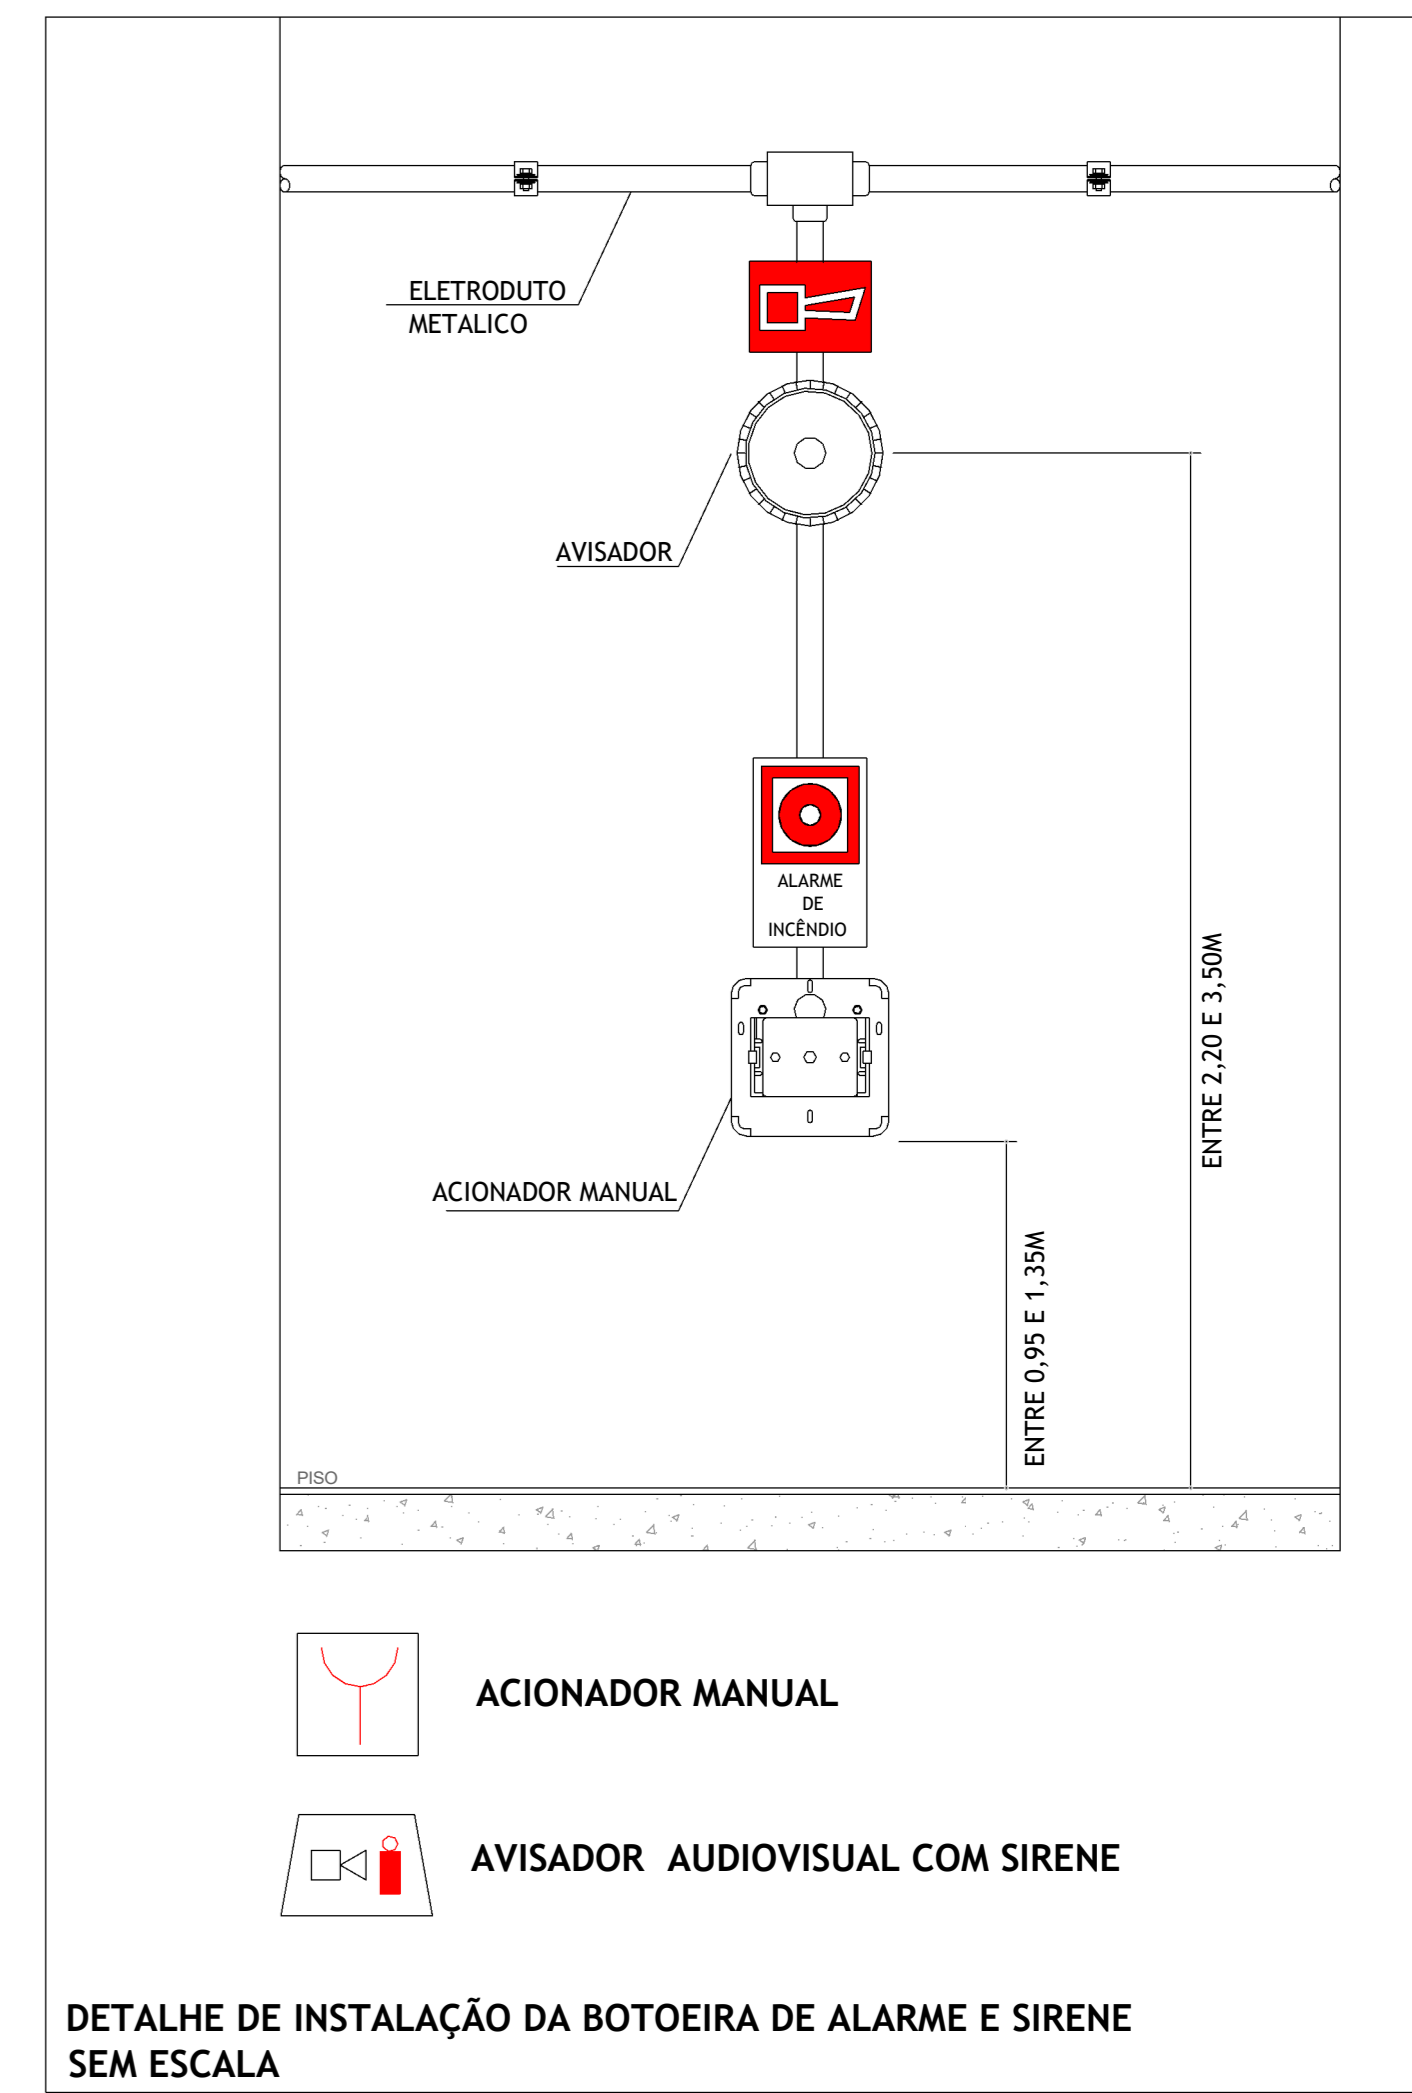 ELETRODUTO
METALICO
AVISADOR
ALARME
DE
INCÊNDIO
ENTRE 2,20 E 3,50M
ACIONADOR MANUAL
ENTRE 0,95 E 1,35M
PISO
ACIONADOR MANUAL
AVISADOR AUDIOVISUAL COM SIRENE
DETALHE DE INSTALAÇÃO DA BOTOEIRA DE ALARME E SIRENE
SEM ESCALA